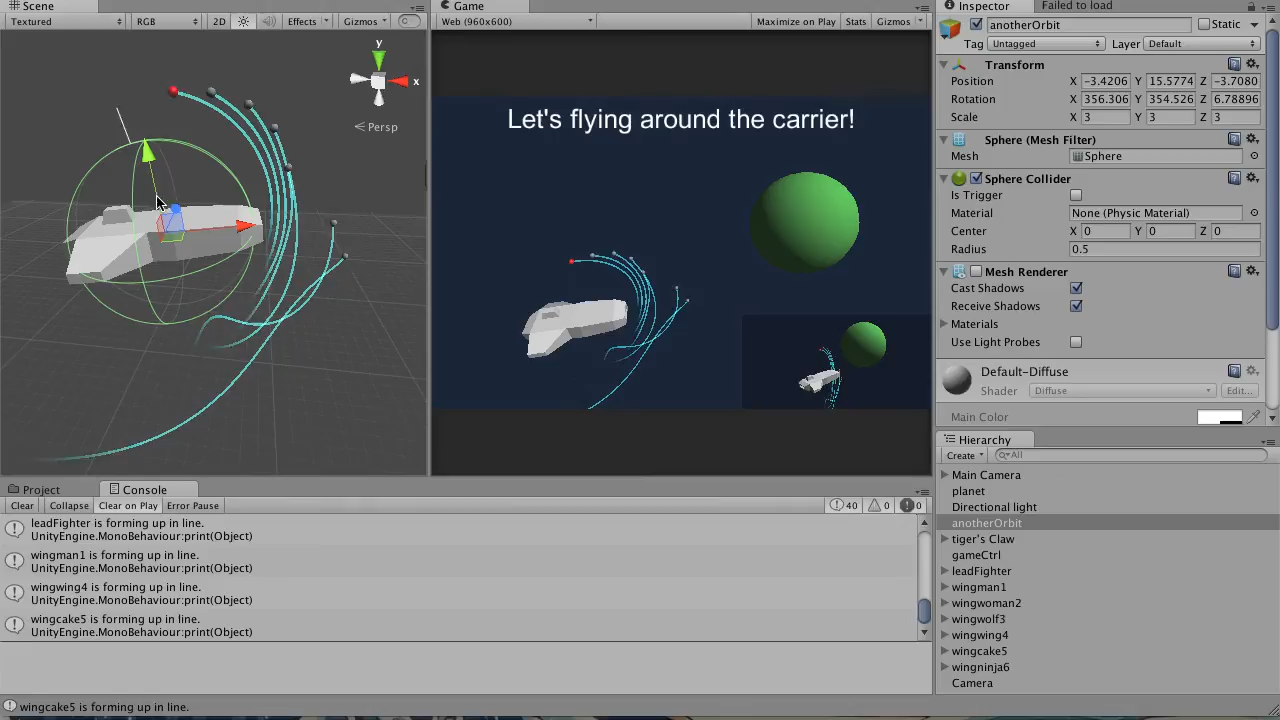 Scene
Textured
RGB
2D
Effects
Gizmos
y
x
Persp
Game
Web (960x600)
Maximize on Play
Stats
Gizmos
Let's flying around the carrier!
Inspector
Failed to load
anotherOrbit
Static
Tag
Untagged
Layer
Default
Transform
Position X -3.4206 Y 15.5774 Z -3.7080
Rotation X 356.306 Y 354.526 Z 6.78896
Scale X 3 Y 3 Z 3
Sphere (Mesh Filter)
Mesh Sphere
Sphere Collider
Is Trigger
Material None (Physic Material)
Center X 0 Y 0 Z 0
Radius 0.5
Mesh Renderer
Cast Shadows
Receive Shadows
Materials
Use Light Probes
Default-Diffuse
Shader Diffuse Edit...
Main Color
Hierarchy
Create
All
Main Camera
planet
Directional light
anotherOrbit
tiger's Claw
gameCtrl
leadFighter
wingman1
wingwoman2
wingwolf3
wingwing4
wingcake5
wingninja6
Camera
Project
Console
Clear
Collapse
Clear on Play
Error Pause
40
0
0
leadFighter is forming up in line.
UnityEngine.MonoBehaviour:print(Object)
wingman1 is forming up in line.
UnityEngine.MonoBehaviour:print(Object)
wingwing4 is forming up in line.
UnityEngine.MonoBehaviour:print(Object)
wingcake5 is forming up in line.
UnityEngine.MonoBehaviour:print(Object)
wingcake5 is forming up in line.